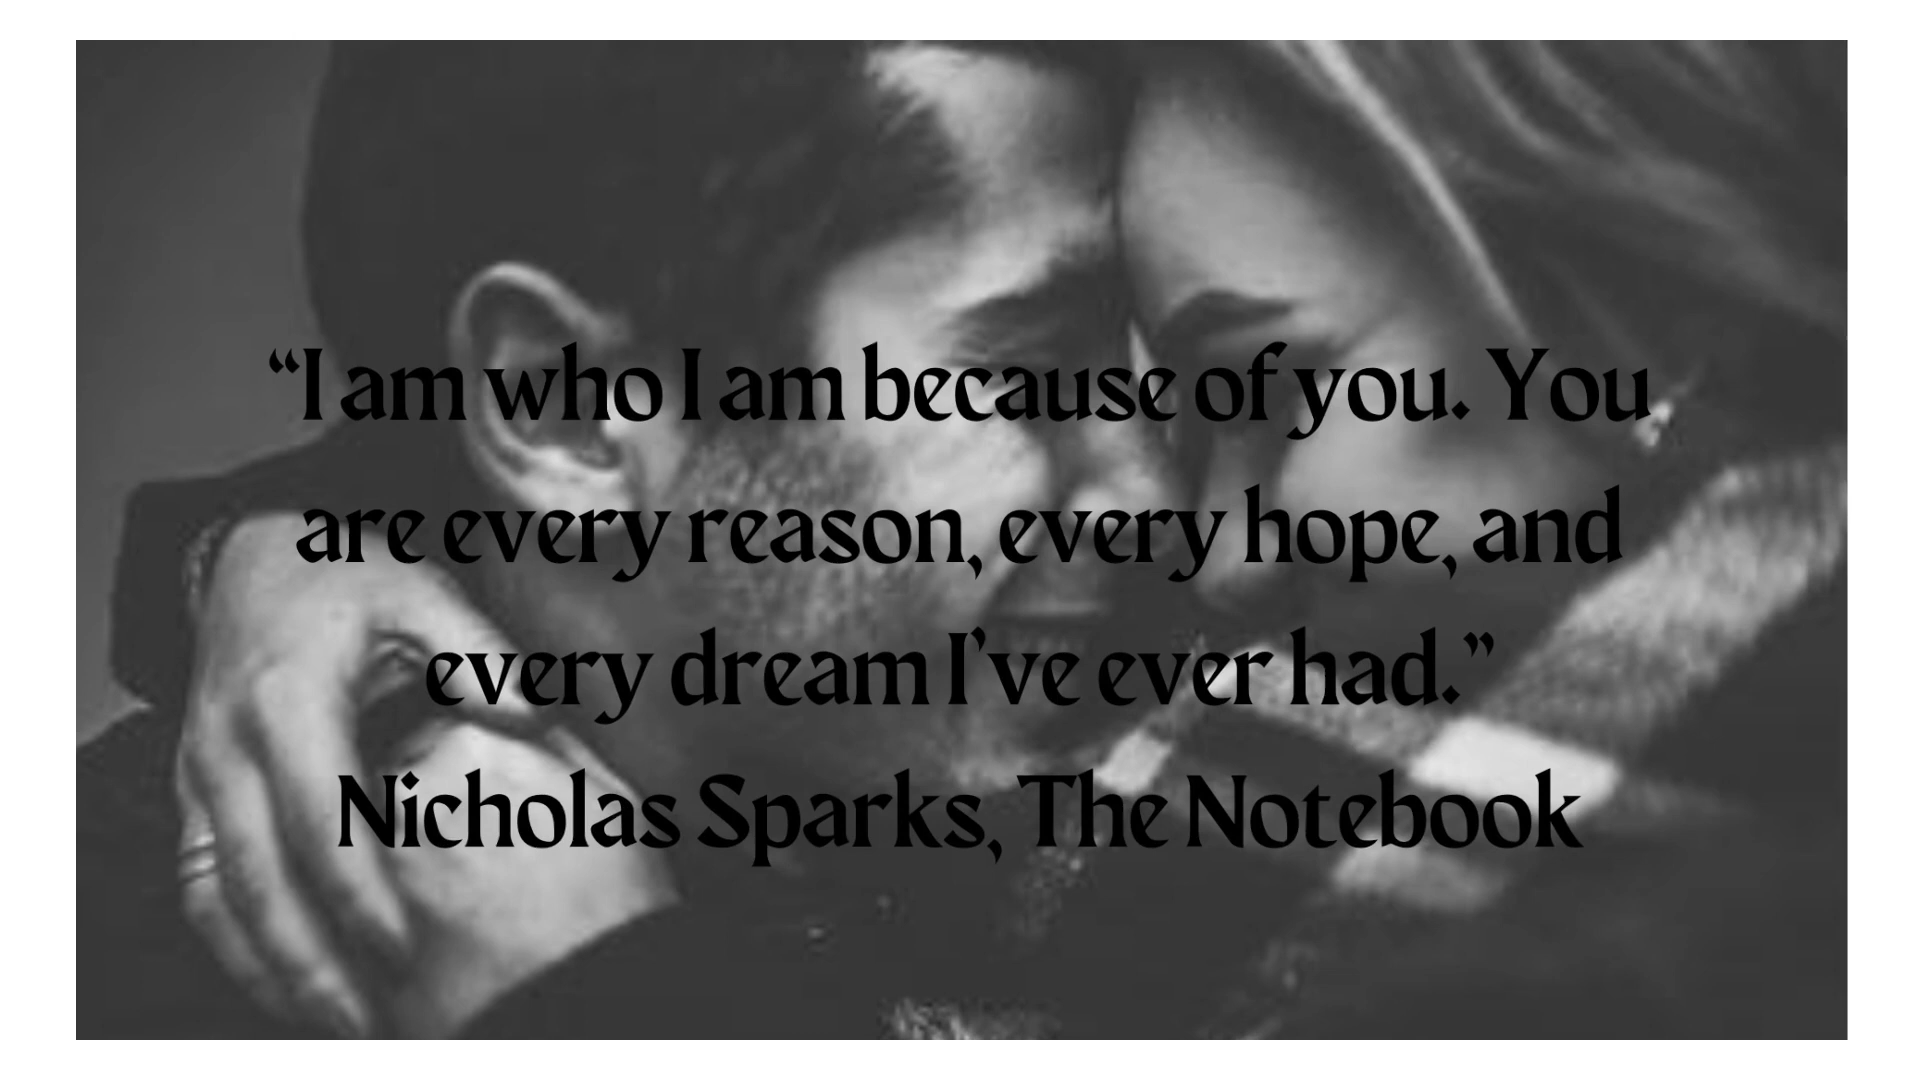 “I am who I am because of you. You
are every reason, every hope, and
every dream I’ve ever had.”
Nicholas Sparks, The Notebook